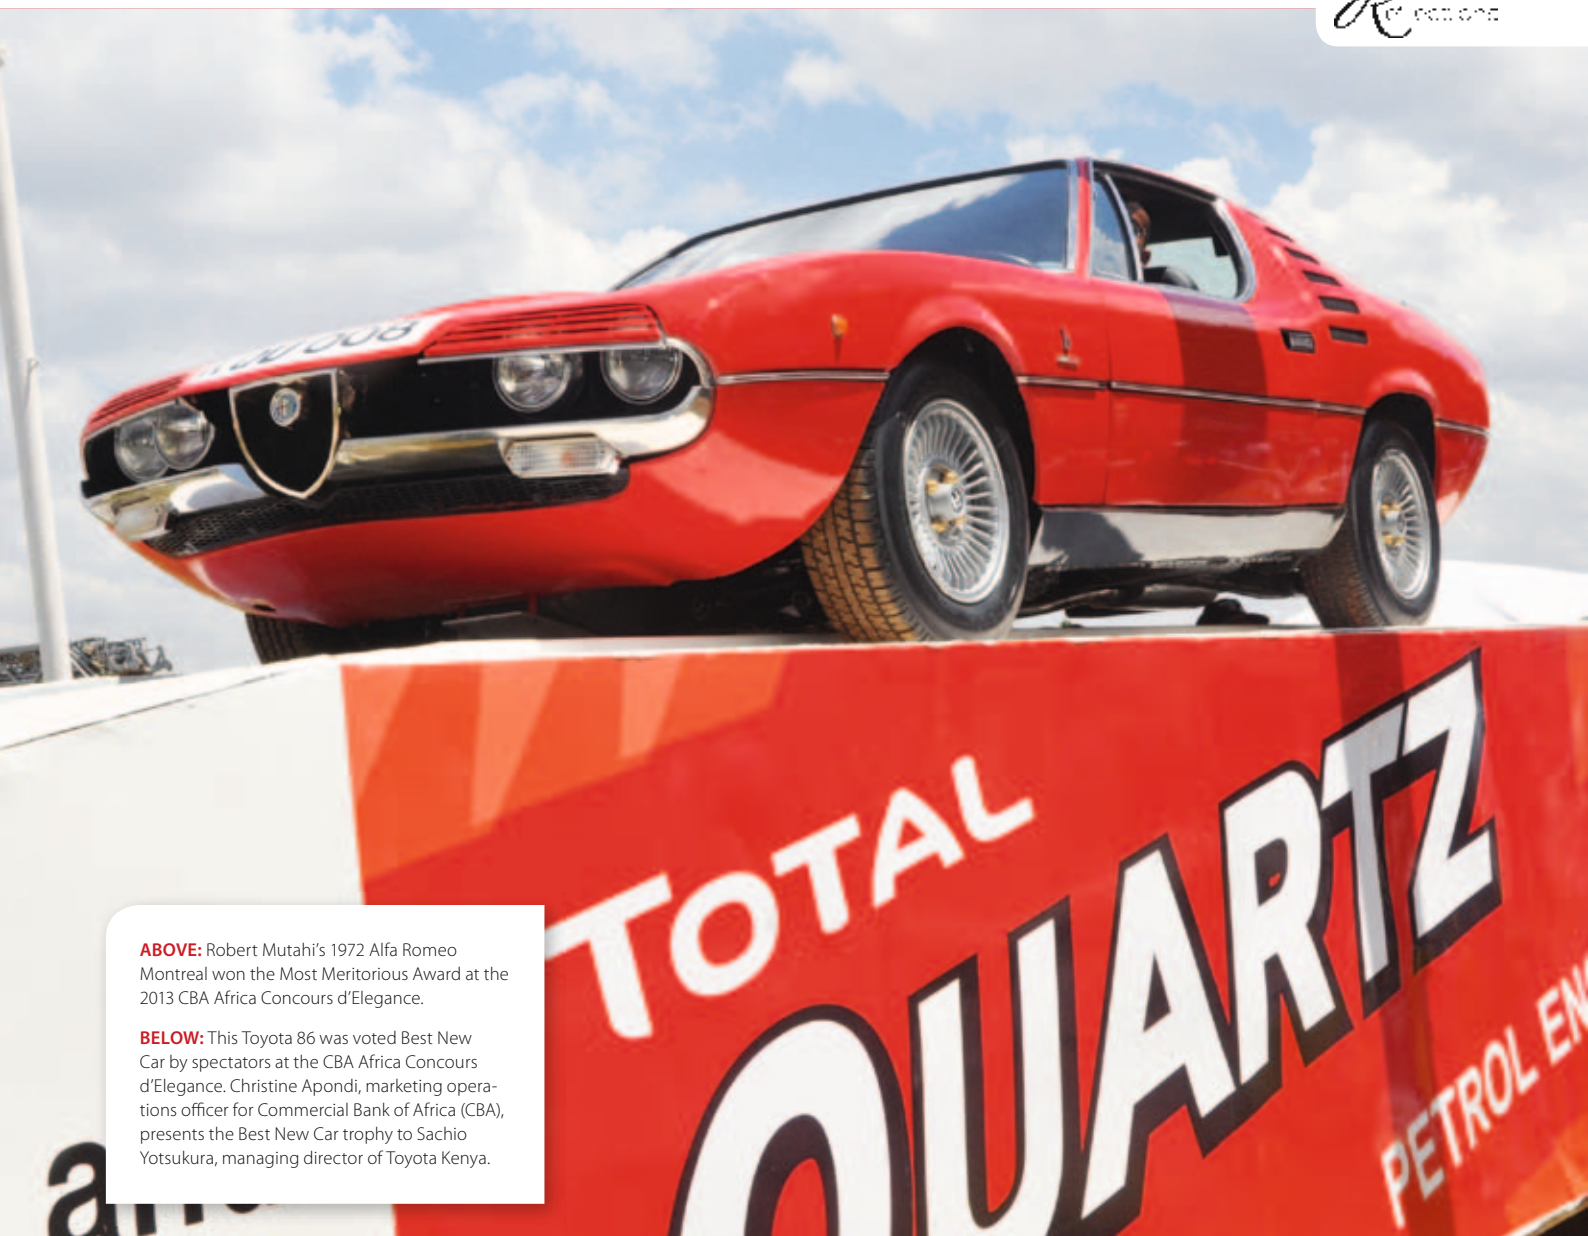 ABOVE: Robert Mutahi’s 1972 Alfa Romeo
Montreal won the Most Meritorious Award at the
2013 CBA Africa Concours d’Elegance.
BELOW: This Toyota 86 was voted Best New
Car by spectators at the CBA Africa Concours
d’Elegance. Christine Apondi, marketing opera-
tions officer for Commercial Bank of Africa (CBA),
presents the Best New Car trophy to Sachio
Yotsukura, managing director of Toyota Kenya.
TOTAL
QUARTZ
PETROL